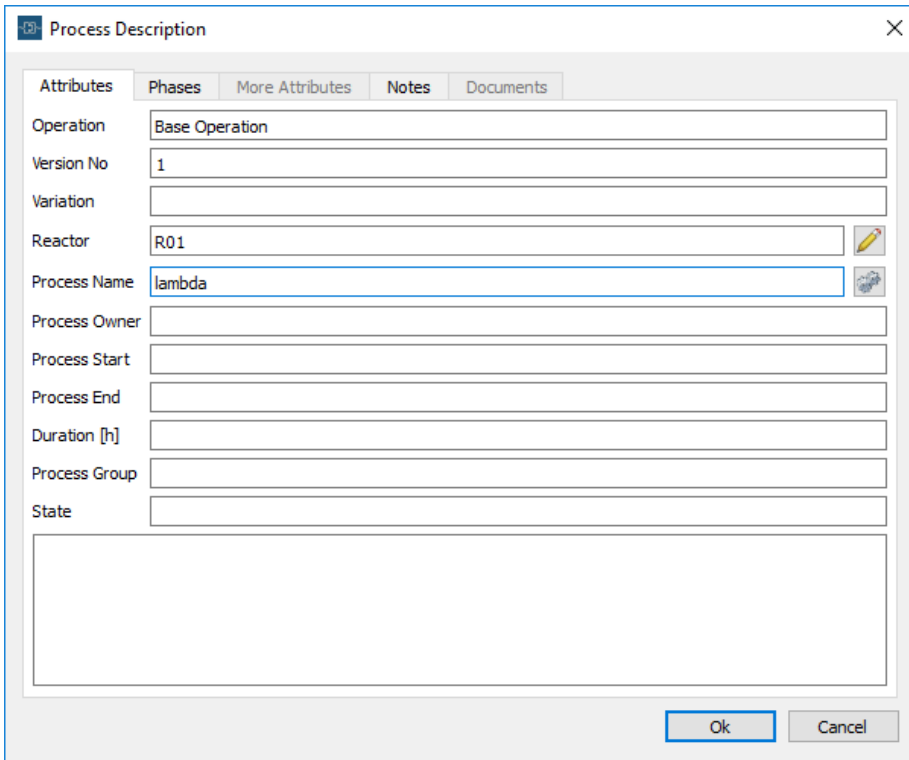 Process Description
Attributes Phases More Attributes Notes Documents
Operation Base Operation
Version No 1
Variation
Reactor R01
Process Name lambda
Process Owner
Process Start
Process End
Duration [h]
Process Group
State
Ok Cancel